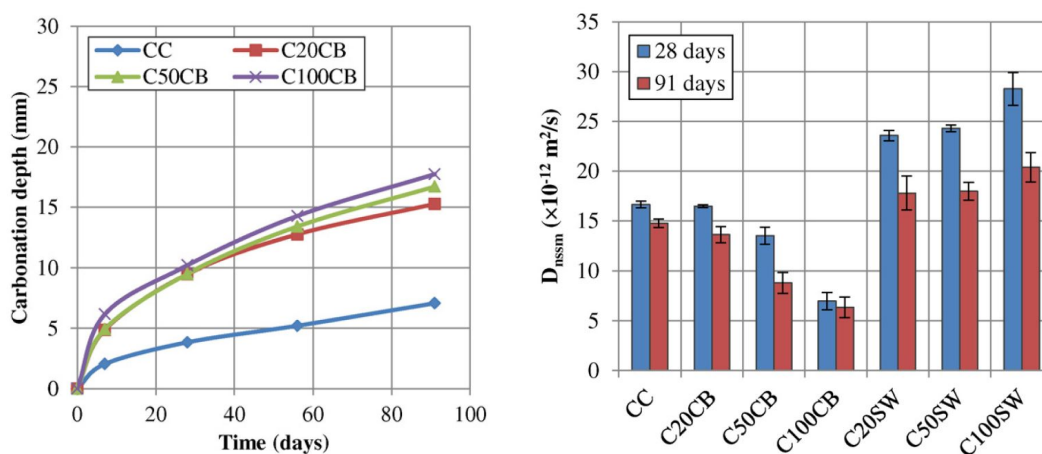 30
25
20
15
10
5
0
CC
C20CB
C50CB
C100CB
Carbonation depth (mm)
0 20 40 60 80 100
Time (days)
35
30
25
20
15
10
5
0
28 days
91 days
Dnssm (×10⁻¹² m²/s)
CC
C20CB
C50CB
C100CB
C20SW
C50SW
C100SW